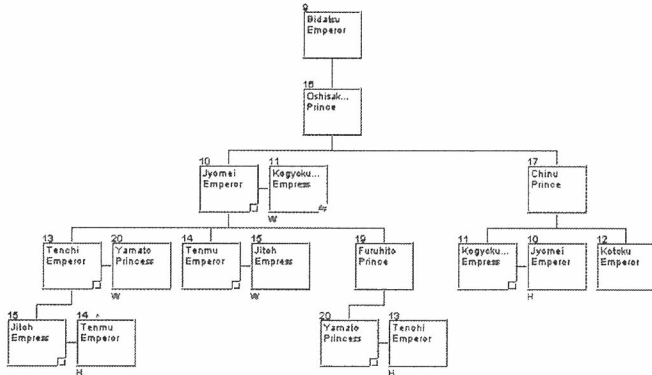 9
Bidatsu
Emperor
16
Oshisak...
Prince
10
Jyomei
Emperor
11
Kogyoku...
Empress
W
17
Chinu
Prince
13
Tenchi
Emperor
20
Yamato
Princess
W
14
Tenmu
Emperor
15
Jitoh
Empress
W
19
Furuhito
Prince
11
Kogyoku...
Empress
10
Jyomei
Emperor
H
12
Kotoku
Emperor
15
Jitoh
Empress
14
Tenmu
Emperor
H
20
Yamato
Princess
13
Tenchi
Emperor
H